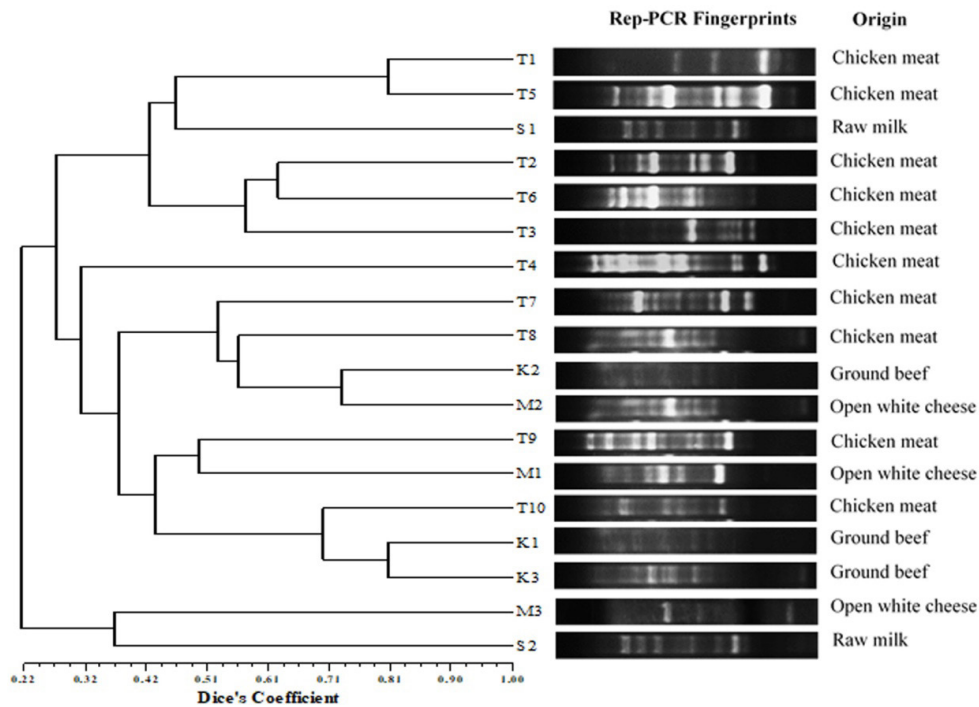 Rep-PCR Fingerprints Origin
T1 Chicken meat
T5 Chicken meat
S1 Raw milk
T2 Chicken meat
T6 Chicken meat
T3 Chicken meat
T4 Chicken meat
T7 Chicken meat
T8 Chicken meat
K2 Ground beef
M2 Open white cheese
T9 Chicken meat
M1 Open white cheese
T10 Chicken meat
K1 Ground beef
K3 Ground beef
M3 Open white cheese
S2 Raw milk
0.22 0.32 0.42 0.51 0.61 0.71 0.81 0.90 1.00
Dice's Coefficient